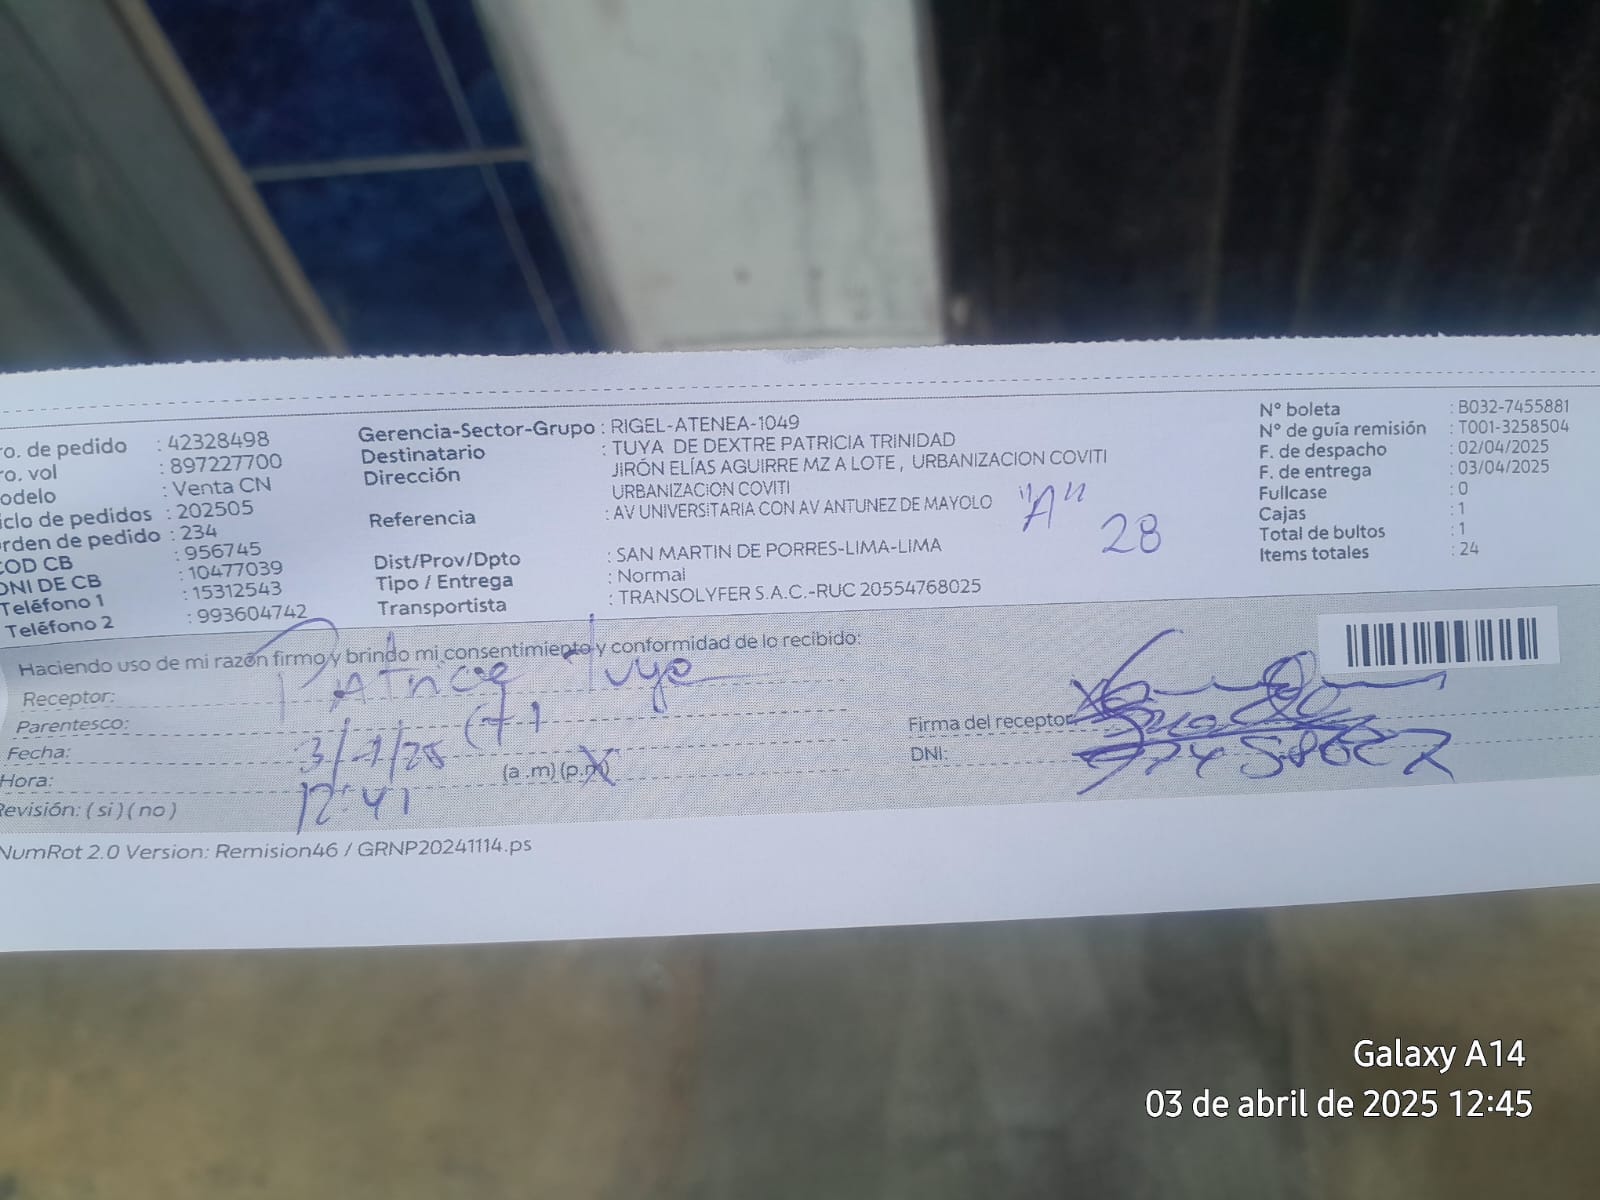 ro. de pedido : 42328498
ro. vol : 897227700
odelo : Venta CN
iclo de pedidos : 202505
rden de pedido : 234
COD CB : 956745
DNI DE CB : 10477039
Teléfono 1 : 15312543
Teléfono 2 : 993604742
Gerencia-Sector-Grupo : RIGEL-ATENEA-1049
Destinatario : TUYA DE DEXTRE PATRICIA TRINIDAD
Dirección JIRÓN ELÍAS AGUIRRE MZ A LOTE , URBANIZACION COVITI
URBANIZACION COVITI
Referencia : AV UNIVERSITARIA CON AV ANTUNEZ DE MAYOLO
"A"
28
Dist/Prov/Dpto : SAN MARTIN DE PORRES-LIMA-LIMA
Tipo / Entrega : Normal
Transportista : TRANSOLYFER S.A.C.-RUC 20554768025
N° boleta : B032-7455881
N° de guía remisión : T001-3258504
F. de despacho : 02/04/2025
F. de entrega : 03/04/2025
Fullcase : 0
Cajas : 1
Total de bultos : 1
Items totales : 24
Haciendo uso de mi razón firmo y brindo mi consentimiento y conformidad de lo recibido:
Receptor:
Parentesco:
Fecha:
Hora: 12:41 (a .m) (p.m)
Revisión: ( si ) ( no )
Firma del receptor:
DNI:
NumRot 2.0 Version: Remision46 / GRNP20241114.ps
Galaxy A14
03 de abril de 2025 12:45